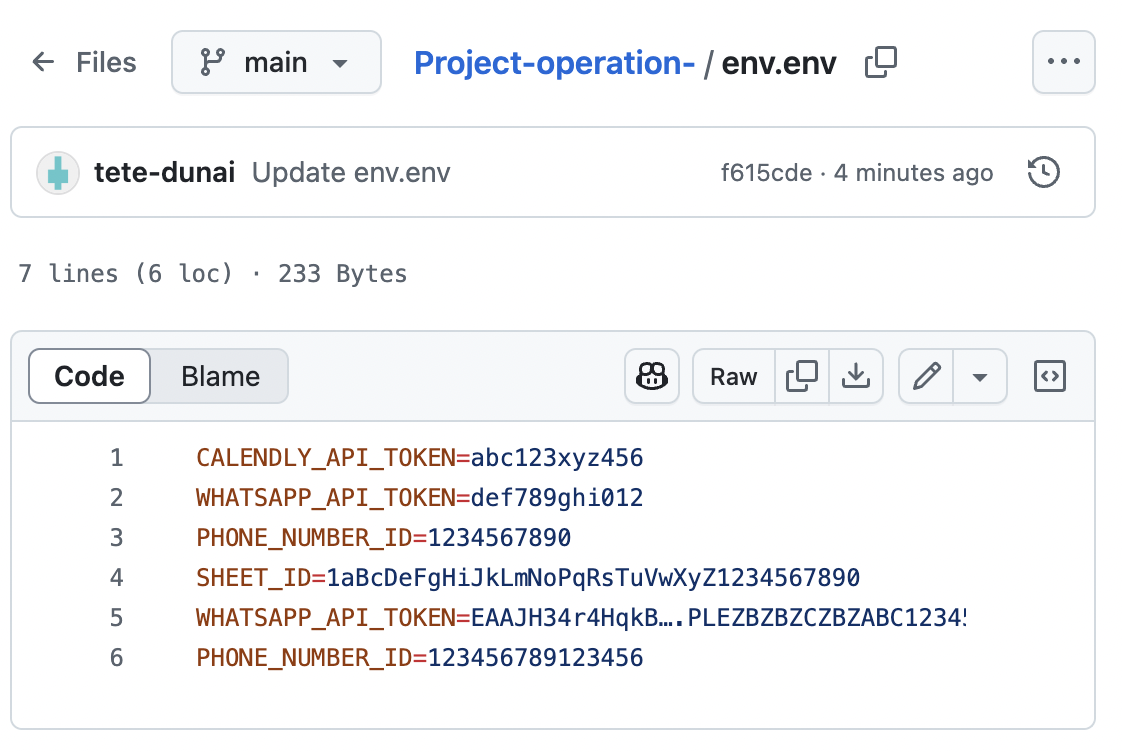 Files main Project-operation- / env.env
tete-dunai Update env.env f615cde · 4 minutes ago
7 lines (6 loc) · 233 Bytes
Code Blame Raw
1 CALENDLY_API_TOKEN=abc123xyz456
2 WHATSAPP_API_TOKEN=def789ghi012
3 PHONE_NUMBER_ID=1234567890
4 SHEET_ID=1aBcDeFgHiJkLmNoPqRsTuVwXyZ1234567890
5 WHATSAPP_API_TOKEN=EAAJH34r4HqkB….PLEZBZBZCZBZABC1234
6 PHONE_NUMBER_ID=123456789123456